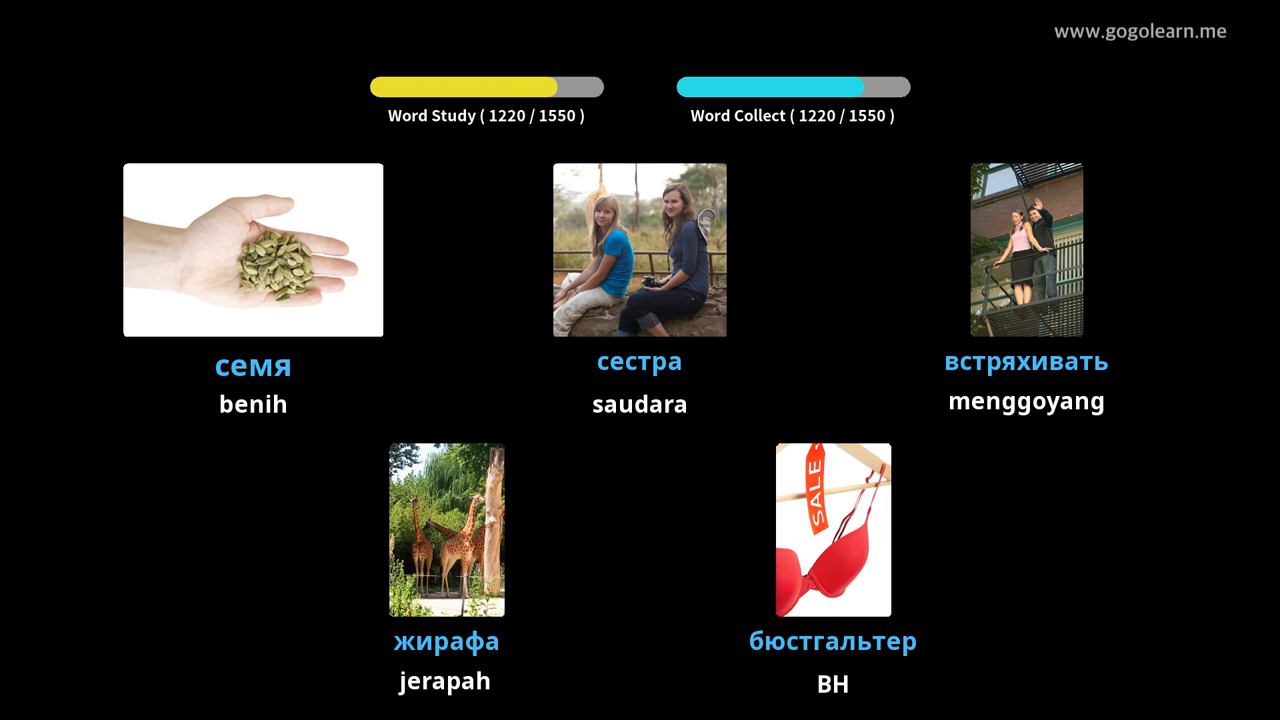 www.gogolearn.me
Word Study ( 1220 / 1550 )
Word Collect ( 1220 / 1550 )
семя
benih
сестра
saudara
встряхивать
menggoyang
SALE
жирафа
jerapah
бюстгальтер
BH